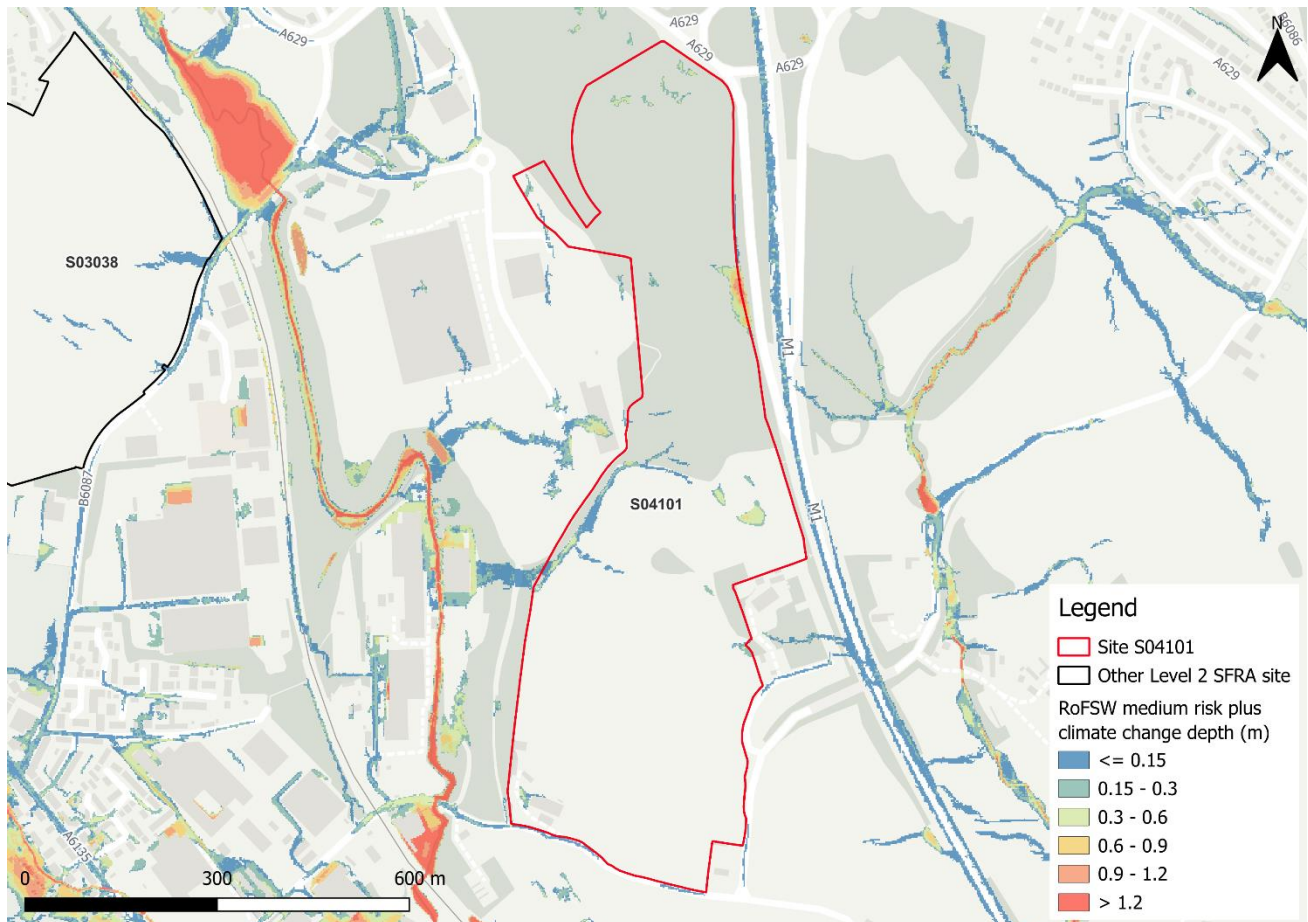 A629
A629
A629
A629
B6086
A629
N
S03038
M1
B6087
S04101
M1
A6135
0
300
600 m
Legend
Site S04101
Other Level 2 SFRA site
RoFSW medium risk plus
climate change depth (m)
<= 0.15
0.15 - 0.3
0.3 - 0.6
0.6 - 0.9
0.9 - 1.2
> 1.2